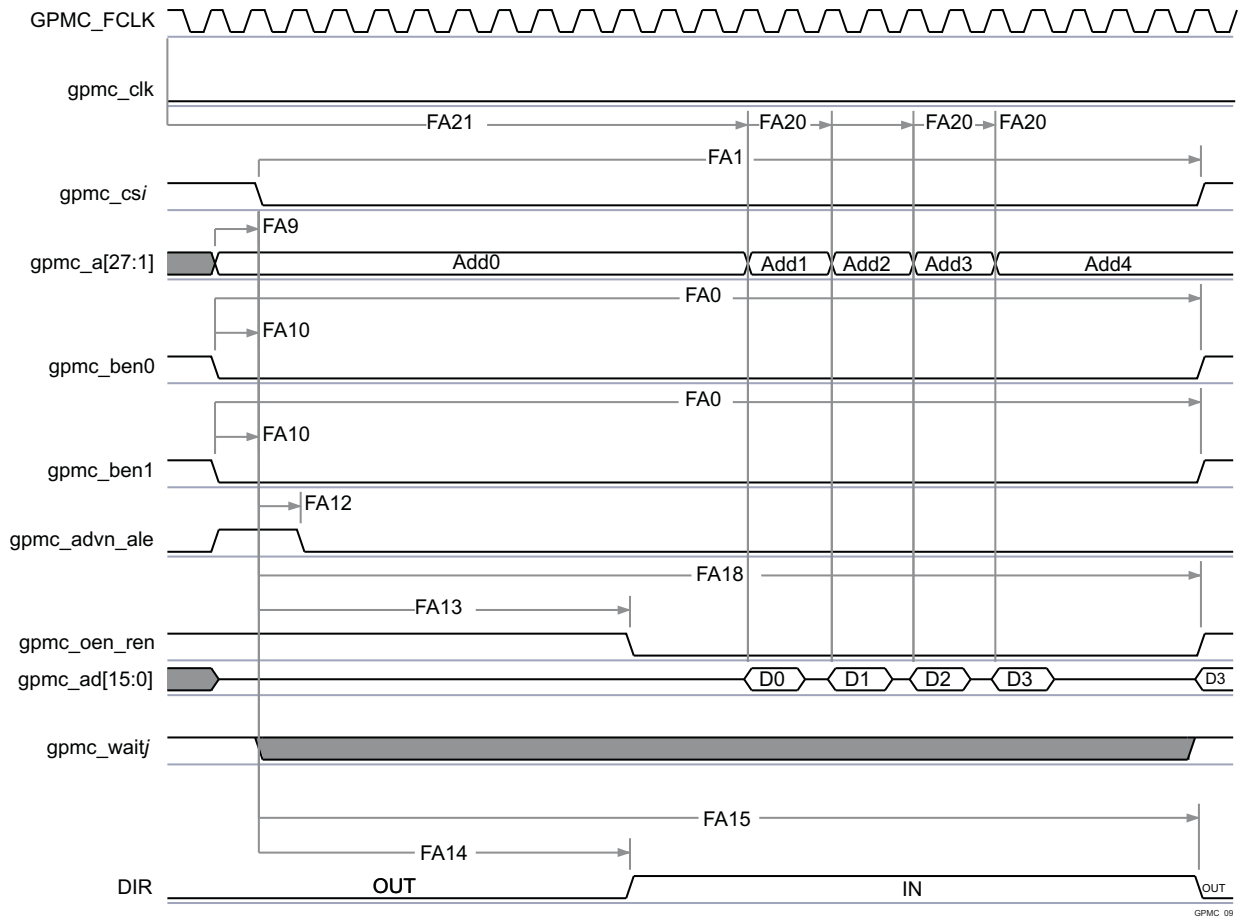 GPMC_FCLK
gpmc_clk
FA21 FA20 FA20 FA20
FA1
gpmc_csi
FA9
gpmc_a[27:1] Add0 Add1 Add2 Add3 Add4
FA0
FA10
gpmc_ben0
FA0
FA10
gpmc_ben1
FA12
gpmc_advn_ale
FA18
FA13
gpmc_oen_ren
gpmc_ad[15:0] D0 D1 D2 D3 D3
gpmc_waitj
FA15
FA14
DIR OUT IN OUT
GPMC_09